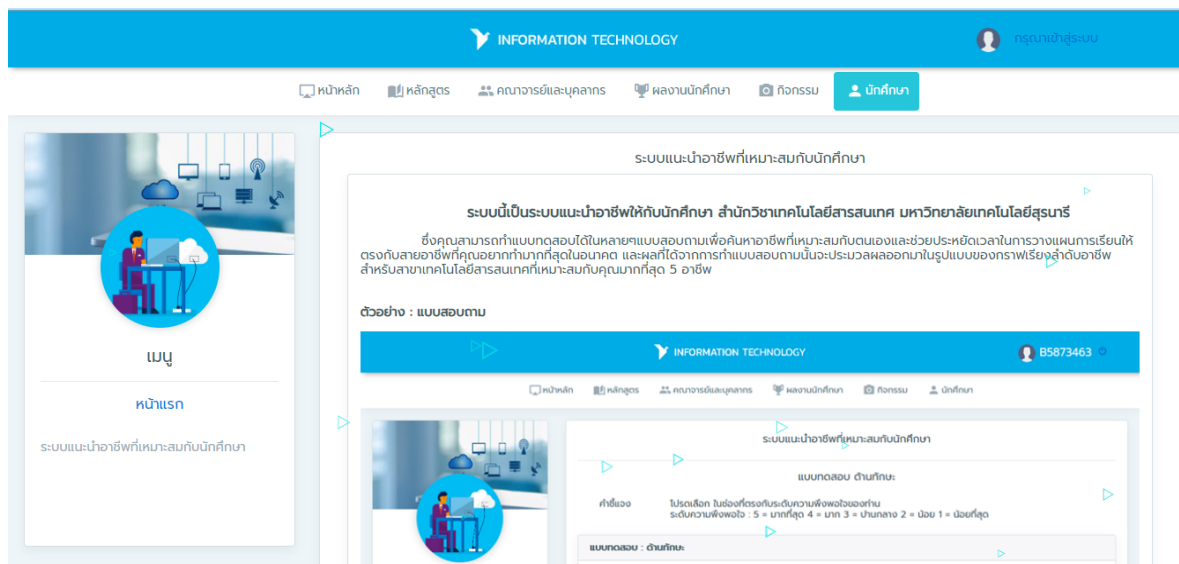 INFORMATION TECHNOLOGY
กรุณาเข้าสู่ระบบ
หน้าหลัก หลักสูตร คณาจารย์และบุคลากร ผลงานนักศึกษา กิจกรรม นักศึกษา
ระบบแนะนำอาชีพที่เหมาะสมกับนักศึกษา
ระบบนี้เป็นระบบแนะนำอาชีพให้กับนักศึกษา สำนักวิชาเทคโนโลยีสารสนเทศ มหาวิทยาลัยเทคโนโลยีสุรนารี
ซึ่งคุณสามารถทำแบบทดสอบได้ในหลายๆแบบสอบถามเพื่อค้นหาอาชีพที่เหมาะสมกับตนเองและช่วยประหยัดเวลาในการวางแผนการเรียนให้
ตรงกับสายอาชีพที่คุณอยากทำมากที่สุดในอนาคต และผลที่ได้จากการทำแบบสอบถามนั้นจะประมวลผลออกมาในรูปแบบของกราฟเรียงลำดับอาชีพ
สำหรับสาขาเทคโนโลยีสารสนเทศที่เหมาะสมกับคุณมากที่สุด 5 อาชีพ
ตัวอย่าง : แบบสอบถาม
INFORMATION TECHNOLOGY
B5873463
หน้าหลัก หลักสูตร คณาจารย์และบุคลากร ผลงานนักศึกษา กิจกรรม นักศึกษา
ระบบแนะนำอาชีพที่เหมาะสมกับนักศึกษา
แบบทดสอบ ด้านทักษะ
คำชี้แจง โปรดเลือก ในช่องที่ตรงกับระดับความพึงพอใจของท่าน
ระดับความพึงพอใจ : 5 = มากที่สุด 4 = มาก 3 = ปานกลาง 2 = น้อย 1 = น้อยที่สุด
แบบทดสอบ : ด้านทักษะ
เมนู
หน้าแรก
ระบบแนะนำอาชีพที่เหมาะสมกับนักศึกษา